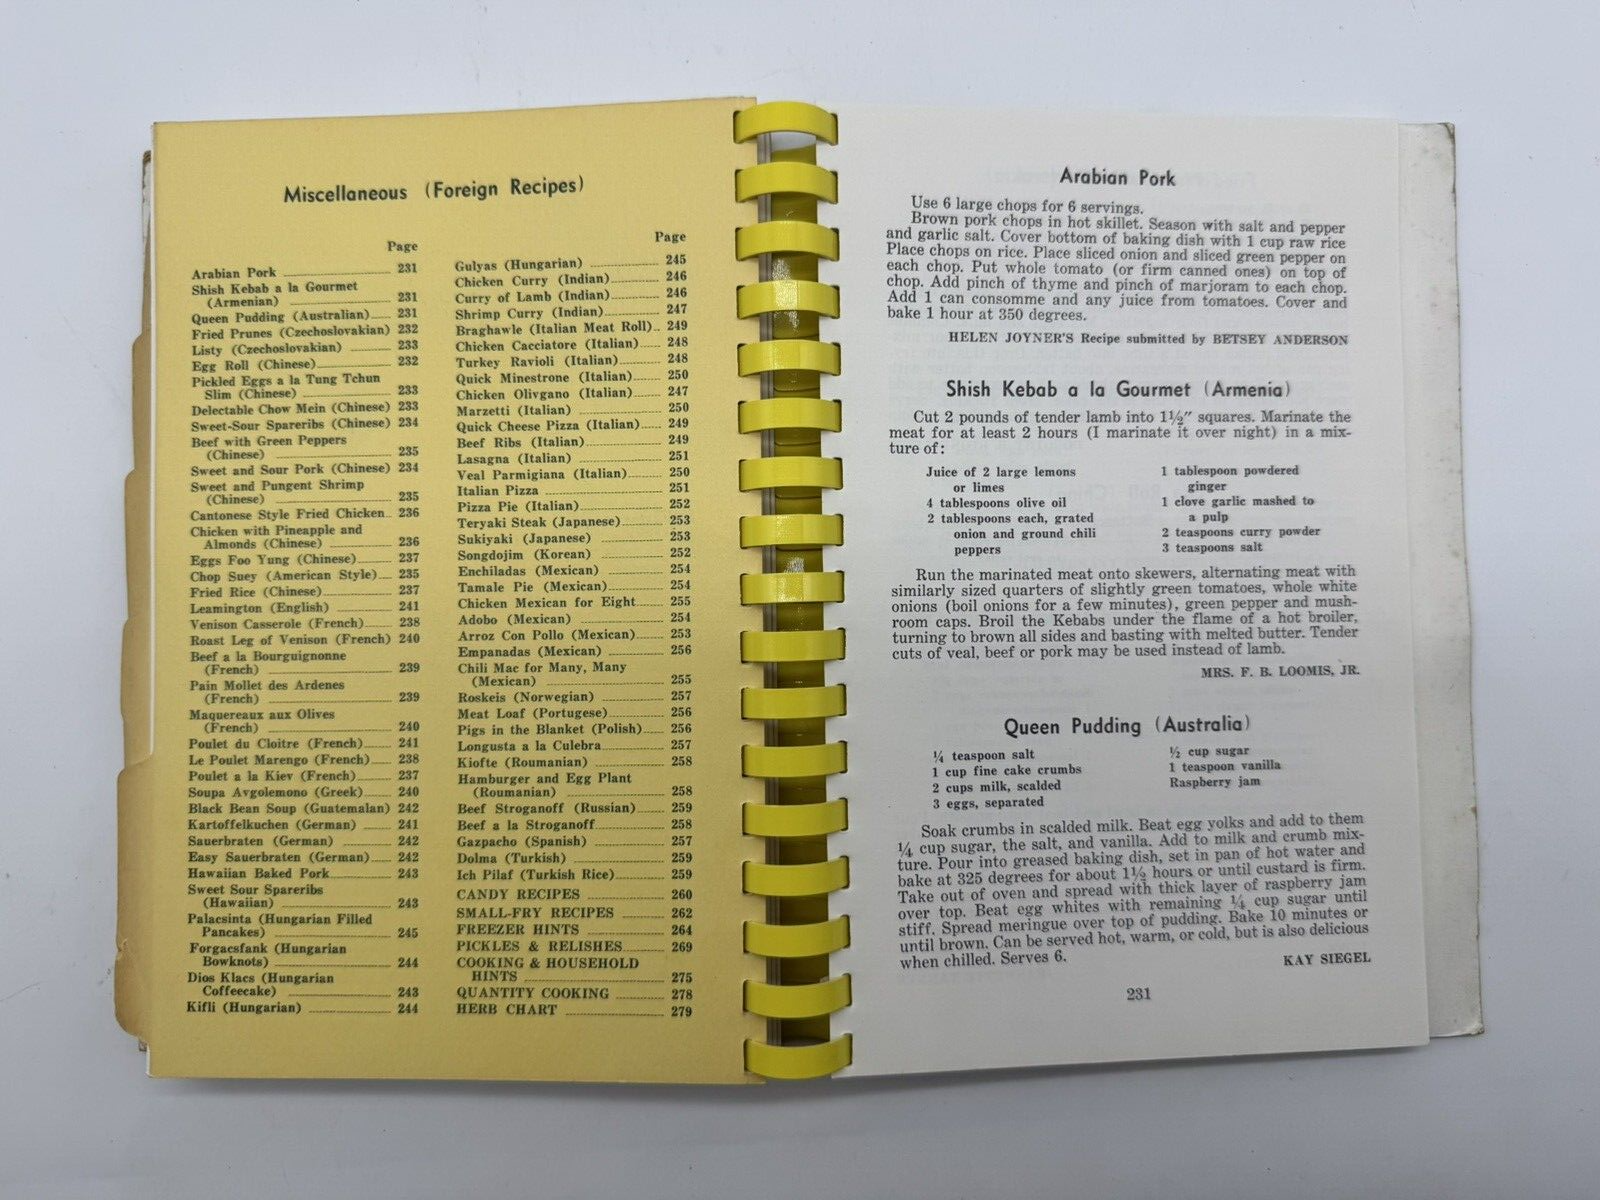 Miscellaneous (Foreign Recipes)
Page
Arabian Pork 231
Shish Kebab a la Gourmet
(Armenian) 231
Queen Pudding (Australian) 231
Fried Prunes (Czechoslovakian) 232
Listy (Czechoslovakian) 233
Egg Roll (Chinese) 232
Pickled Eggs a la Tung Tchun
Slim (Chinese) 233
Delectable Chow Mein (Chinese) 233
Sweet-Sour Spareribs (Chinese) 234
Beef with Green Peppers
(Chinese) 235
Sweet and Sour Pork (Chinese) 234
Sweet and Pungent Shrimp
(Chinese) 235
Cantonese Style Fried Chicken 236
Chicken with Pineapple and
Almonds (Chinese) 236
Eggs Foo Yung (Chinese) 237
Chop Suey (American Style) 235
Fried Rice (Chinese) 237
Leamington (English) 241
Venison Casserole (French) 238
Roast Leg of Venison (French) 240
Beef a la Bourguignonne
(French) 239
Pain Mollet des Ardenes
(French) 239
Maquereaux aux Olives
(French) 240
Poulet du Cloitre (French) 241
Le Poulet Marengo (French) 238
Poulet a la Kiev (French) 237
Soupa Avgolemono (Greek) 240
Black Bean Soup (Guatemalan) 242
Kartoffelkuchen (German) 241
Sauerbraten (German) 242
Easy Sauerbraten (German) 242
Hawaiian Baked Pork 243
Sweet Sour Spareribs
(Hawaiian) 243
Palacsinta (Hungarian Filled
Pancakes) 245
Forgacsfank (Hungarian
Bowknots) 244
Dios Klacs (Hungarian
Coffeecake) 243
Kifli (Hungarian) 244
Page
Gulyas (Hungarian) 245
Chicken Curry (Indian) 246
Curry of Lamb (Indian) 246
Shrimp Curry (Indian) 247
Braghawle (Italian Meat Roll) 249
Chicken Cacciatore (Italian) 248
Turkey Ravioli (Italian) 248
Quick Minestrone (Italian) 250
Chicken Olivgano (Italian) 247
Marzetti (Italian) 250
Quick Cheese Pizza (Italian) 249
Beef Ribs (Italian) 249
Lasagna (Italian) 251
Veal Parmigiana (Italian) 250
Italian Pizza 251
Pizza Pie (Italian) 252
Teryaki Steak (Japanese) 253
Sukiyaki (Japanese) 253
Songdojim (Korean) 252
Enchiladas (Mexican) 254
Tamale Pie (Mexican) 254
Chicken Mexican for Eight 255
Adobo (Mexican) 254
Arroz Con Pollo (Mexican) 253
Empanadas (Mexican) 256
Chili Mac for Many, Many
(Mexican) 255
Roskeis (Norwegian) 257
Meat Loaf (Portugese) 256
Pigs in the Blanket (Polish) 256
Longusta a la Culebra 257
Kiofte (Roumanian) 258
Hamburger and Egg Plant
(Roumanian) 258
Beef Stroganoff (Russian) 259
Beef a la Stroganoff 258
Gazpacho (Spanish) 257
Dolma (Turkish) 259
Ich Pilaf (Turkish Rice) 259
CANDY RECIPES 260
SMALL-FRY RECIPES 262
FREEZER HINTS 264
PICKLES & RELISHES 269
COOKING & HOUSEHOLD
HINTS 275
QUANTITY COOKING 278
HERB CHART 279
Arabian Pork
Use 6 large chops for 6 servings.
Brown pork chops in hot skillet. Season with salt and pepper
and garlic salt. Cover bottom of baking dish with 1 cup raw rice
Place chops on rice. Place sliced onion and sliced green pepper on
each chop. Put whole tomato (or firm canned ones) on top of
chop. Add pinch of thyme and pinch of marjoram to each chop.
Add 1 can consomme and any juice from tomatoes. Cover and
bake 1 hour at 350 degrees.
HELEN JOYNER'S Recipe submitted by BETSEY ANDERSON
Shish Kebab a la Gourmet (Armenia)
Cut 2 pounds of tender lamb into 1½" squares. Marinate the
meat for at least 2 hours (I marinate it over night) in a mix-
ture of:
Juice of 2 large lemons
or limes
4 tablespoons olive oil
2 tablespoons each, grated
onion and ground chili
peppers
1 tablespoon powdered
ginger
1 clove garlic mashed to
a pulp
2 teaspoons curry powder
3 teaspoons salt
Run the marinated meat onto skewers, alternating meat with
similarly sized quarters of slightly green tomatoes, whole white
onions (boil onions for a few minutes), green pepper and mush-
room caps. Broil the Kebabs under the flame of a hot broiler,
turning to brown all sides and basting with melted butter. Tender
cuts of veal, beef or pork may be used instead of lamb.
MRS. F. B. LOOMIS, JR.
Queen Pudding (Australia)
¼ teaspoon salt
1 cup fine cake crumbs
2 cups milk, scalded
3 eggs, separated
½ cup sugar
1 teaspoon vanilla
Raspberry jam
Soak crumbs in scalded milk. Beat egg yolks and add to them
¼ cup sugar, the salt, and vanilla. Add to milk and crumb mix-
ture. Pour into greased baking dish, set in pan of hot water and
bake at 325 degrees for about 1½ hours or until custard is firm.
Take out of oven and spread with thick layer of raspberry jam
over top. Beat egg whites with remaining ¼ cup sugar until
stiff. Spread meringue over top of pudding. Bake 10 minutes or
until brown. Can be served hot, warm, or cold, but is also delicious
when chilled. Serves 6.
KAY SIEGEL
231